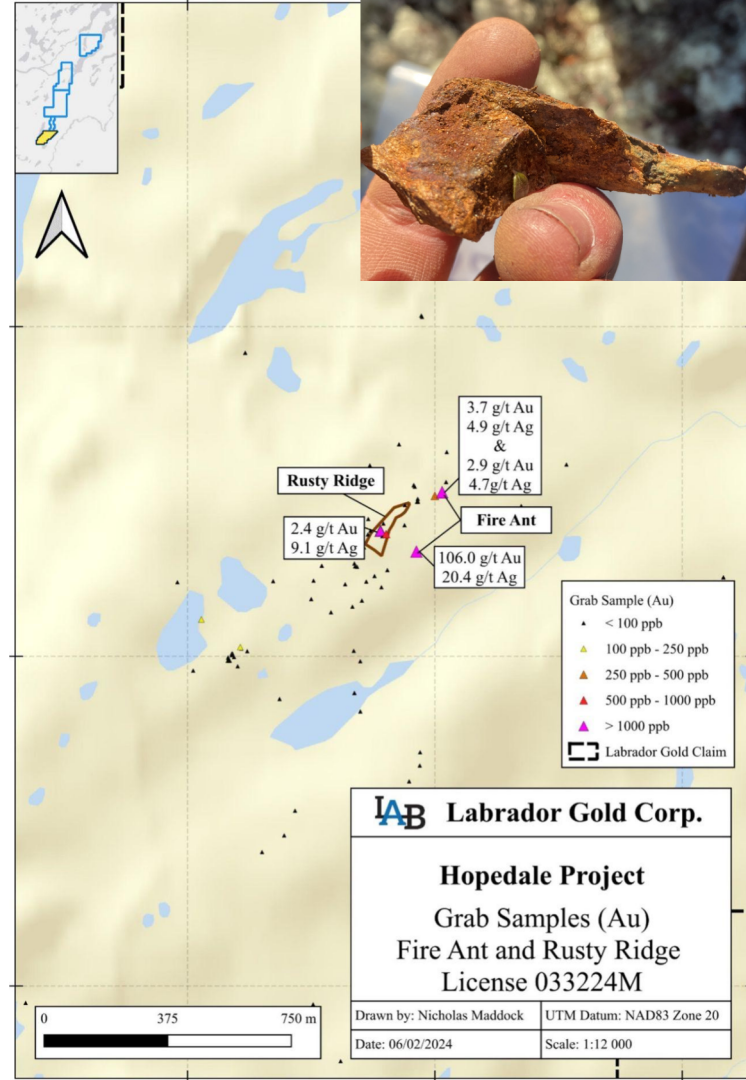 3.7 g/t Au
4.9 g/t Ag
&
2.9 g/t Au
4.7g/t Ag
Rusty Ridge
Fire Ant
2.4 g/t Au
9.1 g/t Ag
106.0 g/t Au
20.4 g/t Ag
Grab Sample (Au)
< 100 ppb
100 ppb - 250 ppb
250 ppb - 500 ppb
500 ppb - 1000 ppb
> 1000 ppb
Labrador Gold Claim
LAB Labrador Gold Corp.
Hopedale Project
Grab Samples (Au)
Fire Ant and Rusty Ridge
License 033224M
Drawn by: Nicholas Maddock UTM Datum: NAD83 Zone 20
Date: 06/02/2024 Scale: 1:12 000
0 375 750 m